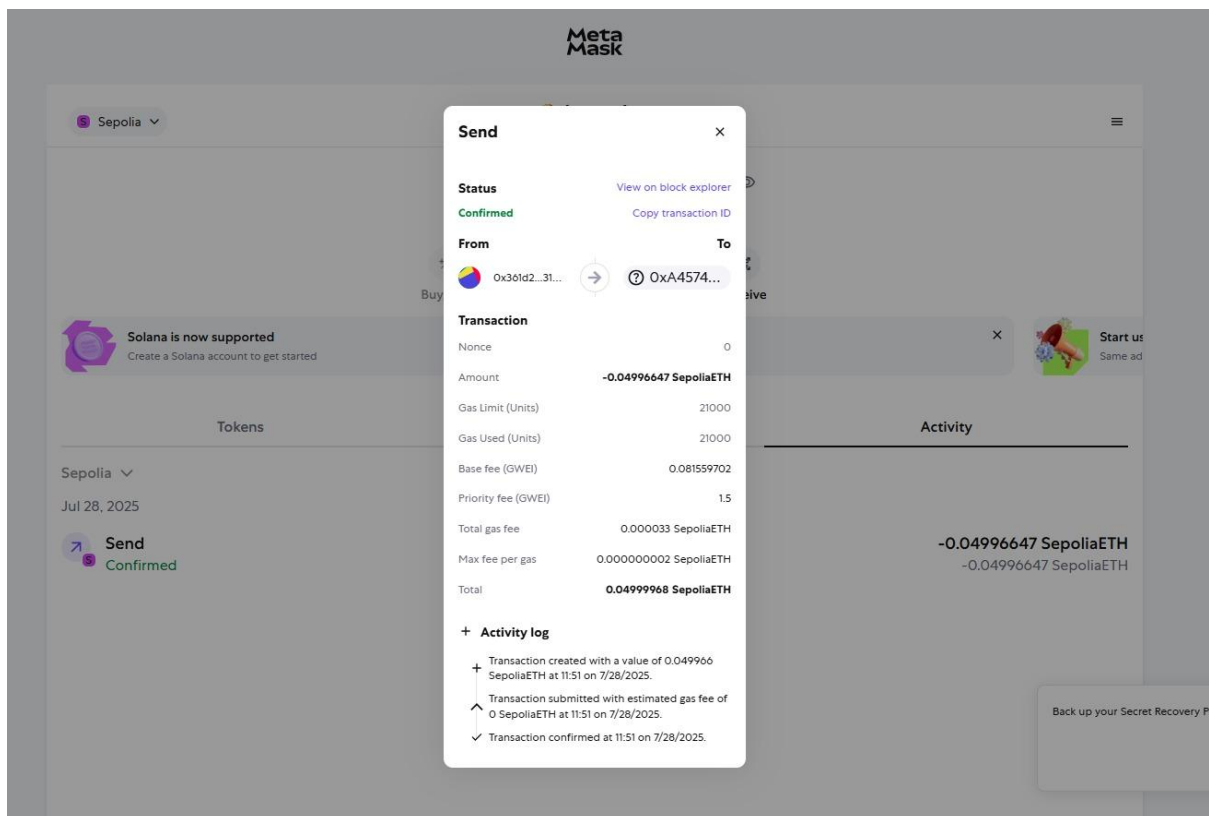 Meta
Mask
Sepolia
Send
Status View on block explorer
Confirmed Copy transaction ID
From To
0x361d2...31... 0xA4574...
Buy
Transaction
Solana is now supported
Create a Solana account to get started
Start us
Same ad
Nonce 0
Amount -0.04996647 SepoliaETH
Gas Limit (Units) 21000
Gas Used (Units) 21000
Base fee (GWEI) 0.081559702
Priority fee (GWEI) 1.5
Total gas fee 0.000033 SepoliaETH
Max fee per gas 0.000000002 SepoliaETH
Total 0.04999968 SepoliaETH
+ Activity log
Transaction created with a value of 0.049966
SepoliaETH at 11:51 on 7/28/2025.
Transaction submitted with estimated gas fee of
0 SepoliaETH at 11:51 on 7/28/2025.
Transaction confirmed at 11:51 on 7/28/2025.
Tokens
Activity
Sepolia
Jul 28, 2025
Send
Confirmed
-0.04996647 SepoliaETH
-0.04996647 SepoliaETH
Back up your Secret Recovery P